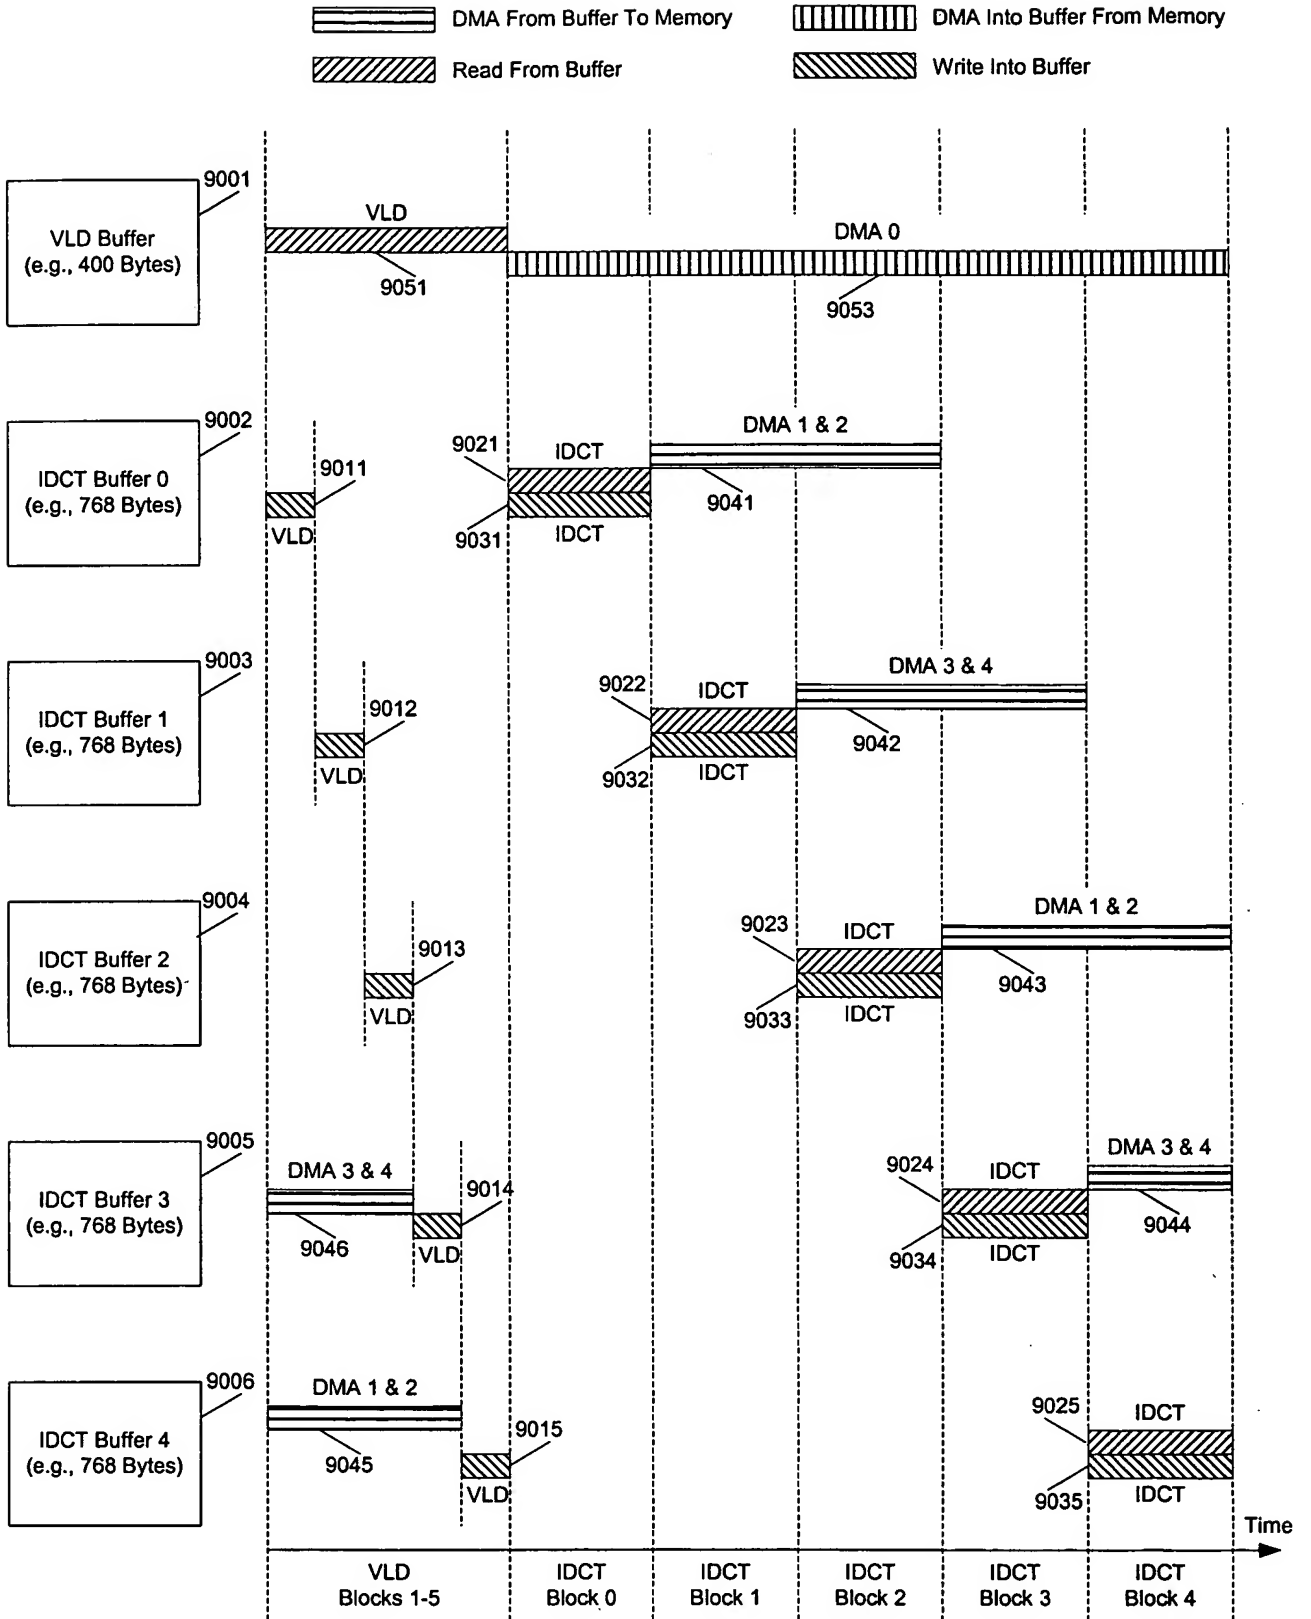 DMA From Buffer To Memory
DMA Into Buffer From Memory
Read From Buffer
Write Into Buffer
9001
VLD Buffer
(e.g., 400 Bytes)
VLD
9051
DMA 0
9053
9002
IDCT Buffer 0
(e.g., 768 Bytes)
9011
VLD
9021
IDCT
9031
IDCT
DMA 1 & 2
9041
9003
IDCT Buffer 1
(e.g., 768 Bytes)
9012
VLD
9022
IDCT
9032
IDCT
DMA 3 & 4
9042
9004
IDCT Buffer 2
(e.g., 768 Bytes)
9013
VLD
9023
IDCT
9033
IDCT
DMA 1 & 2
9043
9005
IDCT Buffer 3
(e.g., 768 Bytes)
DMA 3 & 4
9046
9014
VLD
9024
IDCT
9034
IDCT
DMA 3 & 4
9044
9006
IDCT Buffer 4
(e.g., 768 Bytes)
DMA 1 & 2
9045
9015
VLD
9025
IDCT
9035
IDCT
Time
VLD
Blocks 1-5
IDCT
Block 0
IDCT
Block 1
IDCT
Block 2
IDCT
Block 3
IDCT
Block 4